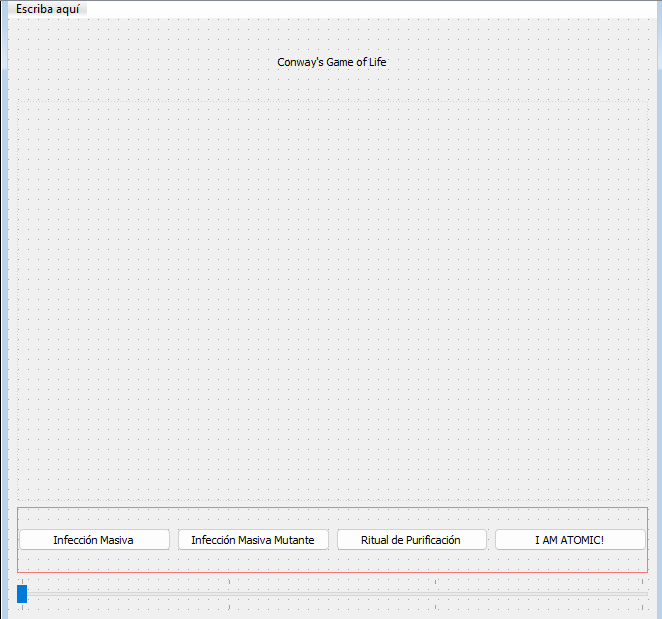 Escriba aquí
Conway's Game of Life
Infección Masiva
Infección Masiva Mutante
Ritual de Purificación
I AM ATOMIC!